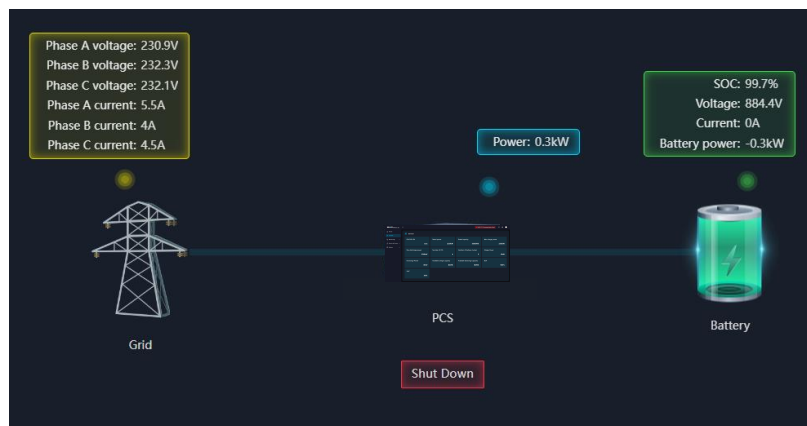 Phase A voltage: 230.9V
Phase B voltage: 232.3V
Phase C voltage: 232.1V
Phase A current: 5.5A
Phase B current: 4A
Phase C current: 4.5A
SOC: 99.7%
Voltage: 884.4V
Current: 0A
Battery power: -0.3kW
Power: 0.3kW
PCS
Battery
Grid
Shut Down